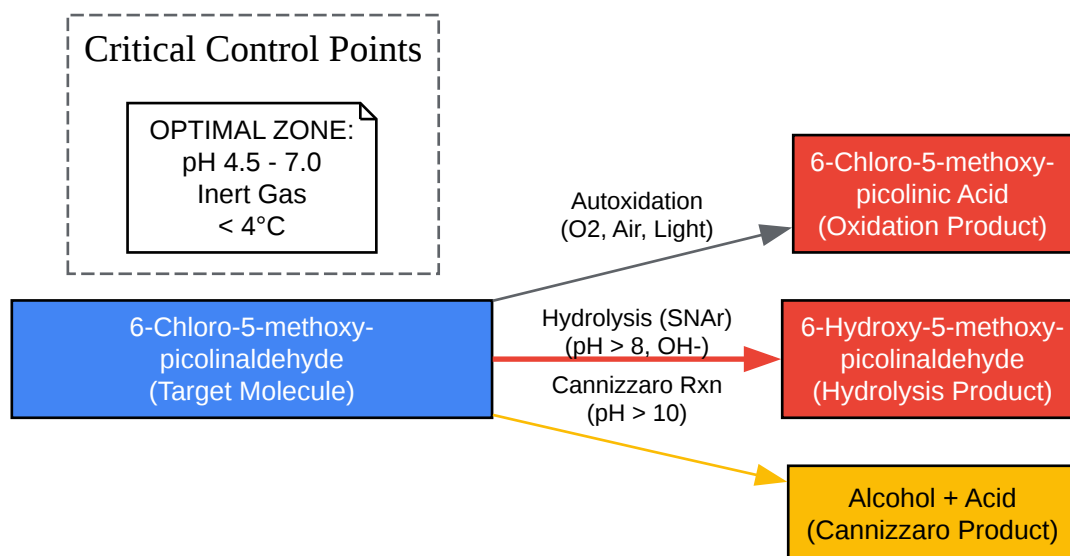 Critical Control Points
OPTIMAL ZONE:
pH 4.5 - 7.0
Inert Gas
< 4°C
6-Chloro-5-methoxy-
picolinaldehyde
(Target Molecule)
Autoxidation
(O2, Air, Light)
Hydrolysis (SNAr)
(pH > 8, OH-)
Cannizzaro Rxn
(pH > 10)
6-Chloro-5-methoxy-
picolinic Acid
(Oxidation Product)
6-Hydroxy-5-methoxy-
picolinaldehyde
(Hydrolysis Product)
Alcohol + Acid
(Cannizzaro Product)